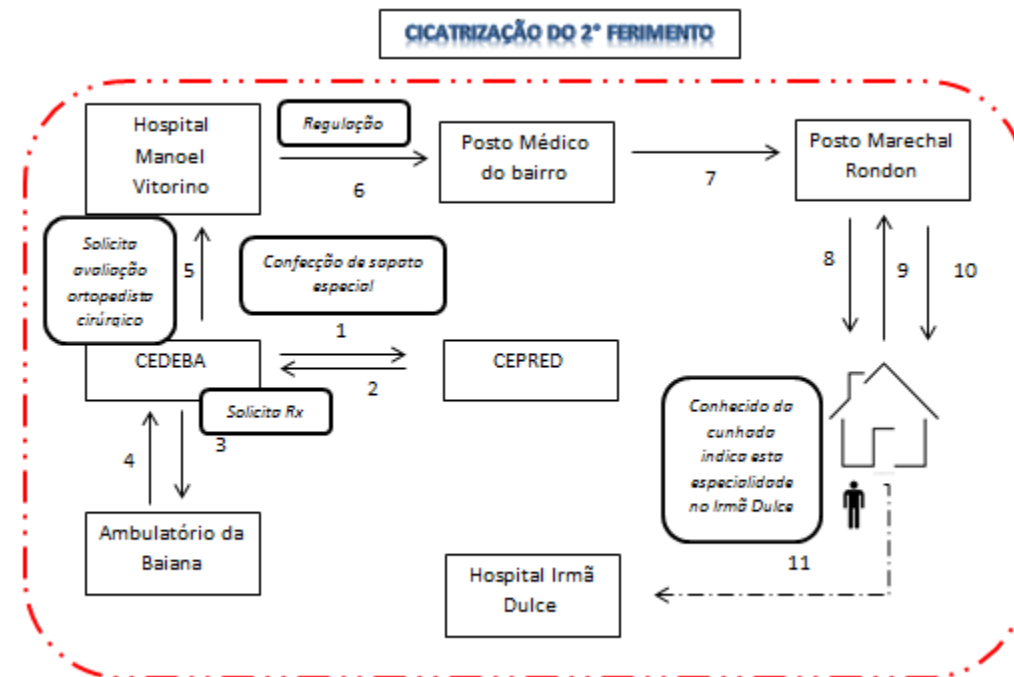 CICATRIZAÇÃO DO 2° FERIMENTO
Hospital
Manoel
Vitorino
Regulação
6
Posto Médico
do bairro
7
Posto Marechal
Rondon
Solicita
avaliação
ortopedista
cirúrgico
5
Confecção de sapato
especial
8
9
10
1
CEDEBA
CEPRED
2
Solicita Rx
3
4
Conhecido da
cunhada
indica esta
especialidade
no Irmã Dulce
Ambulatório da
Baiana
11
Hospital Irmã
Dulce